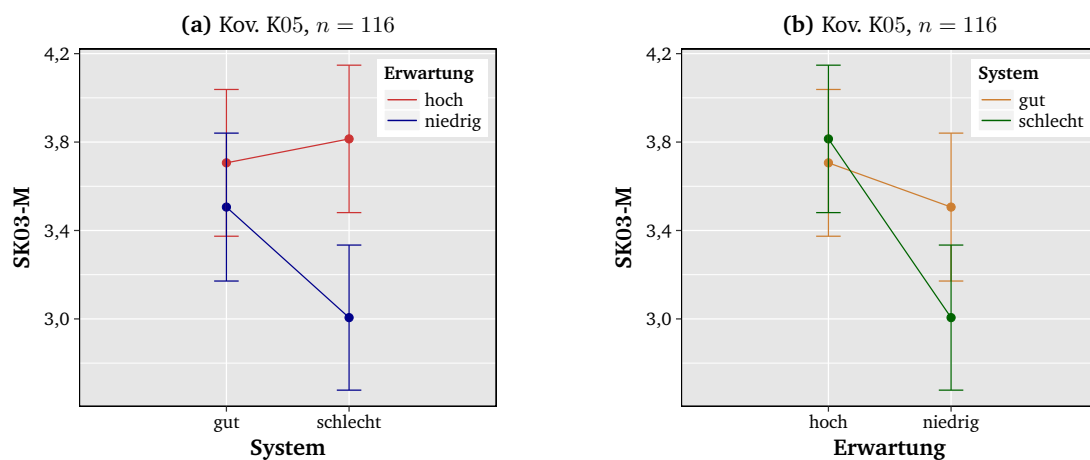 (a) Kov. K05, n = 116
SK03-M
4,2
3,8
3,4
3,0
Erwartung
hoch
niedrig
gut
schlecht
System
(b) Kov. K05, n = 116
SK03-M
4,2
3,8
3,4
3,0
System
gut
schlecht
hoch
niedrig
Erwartung